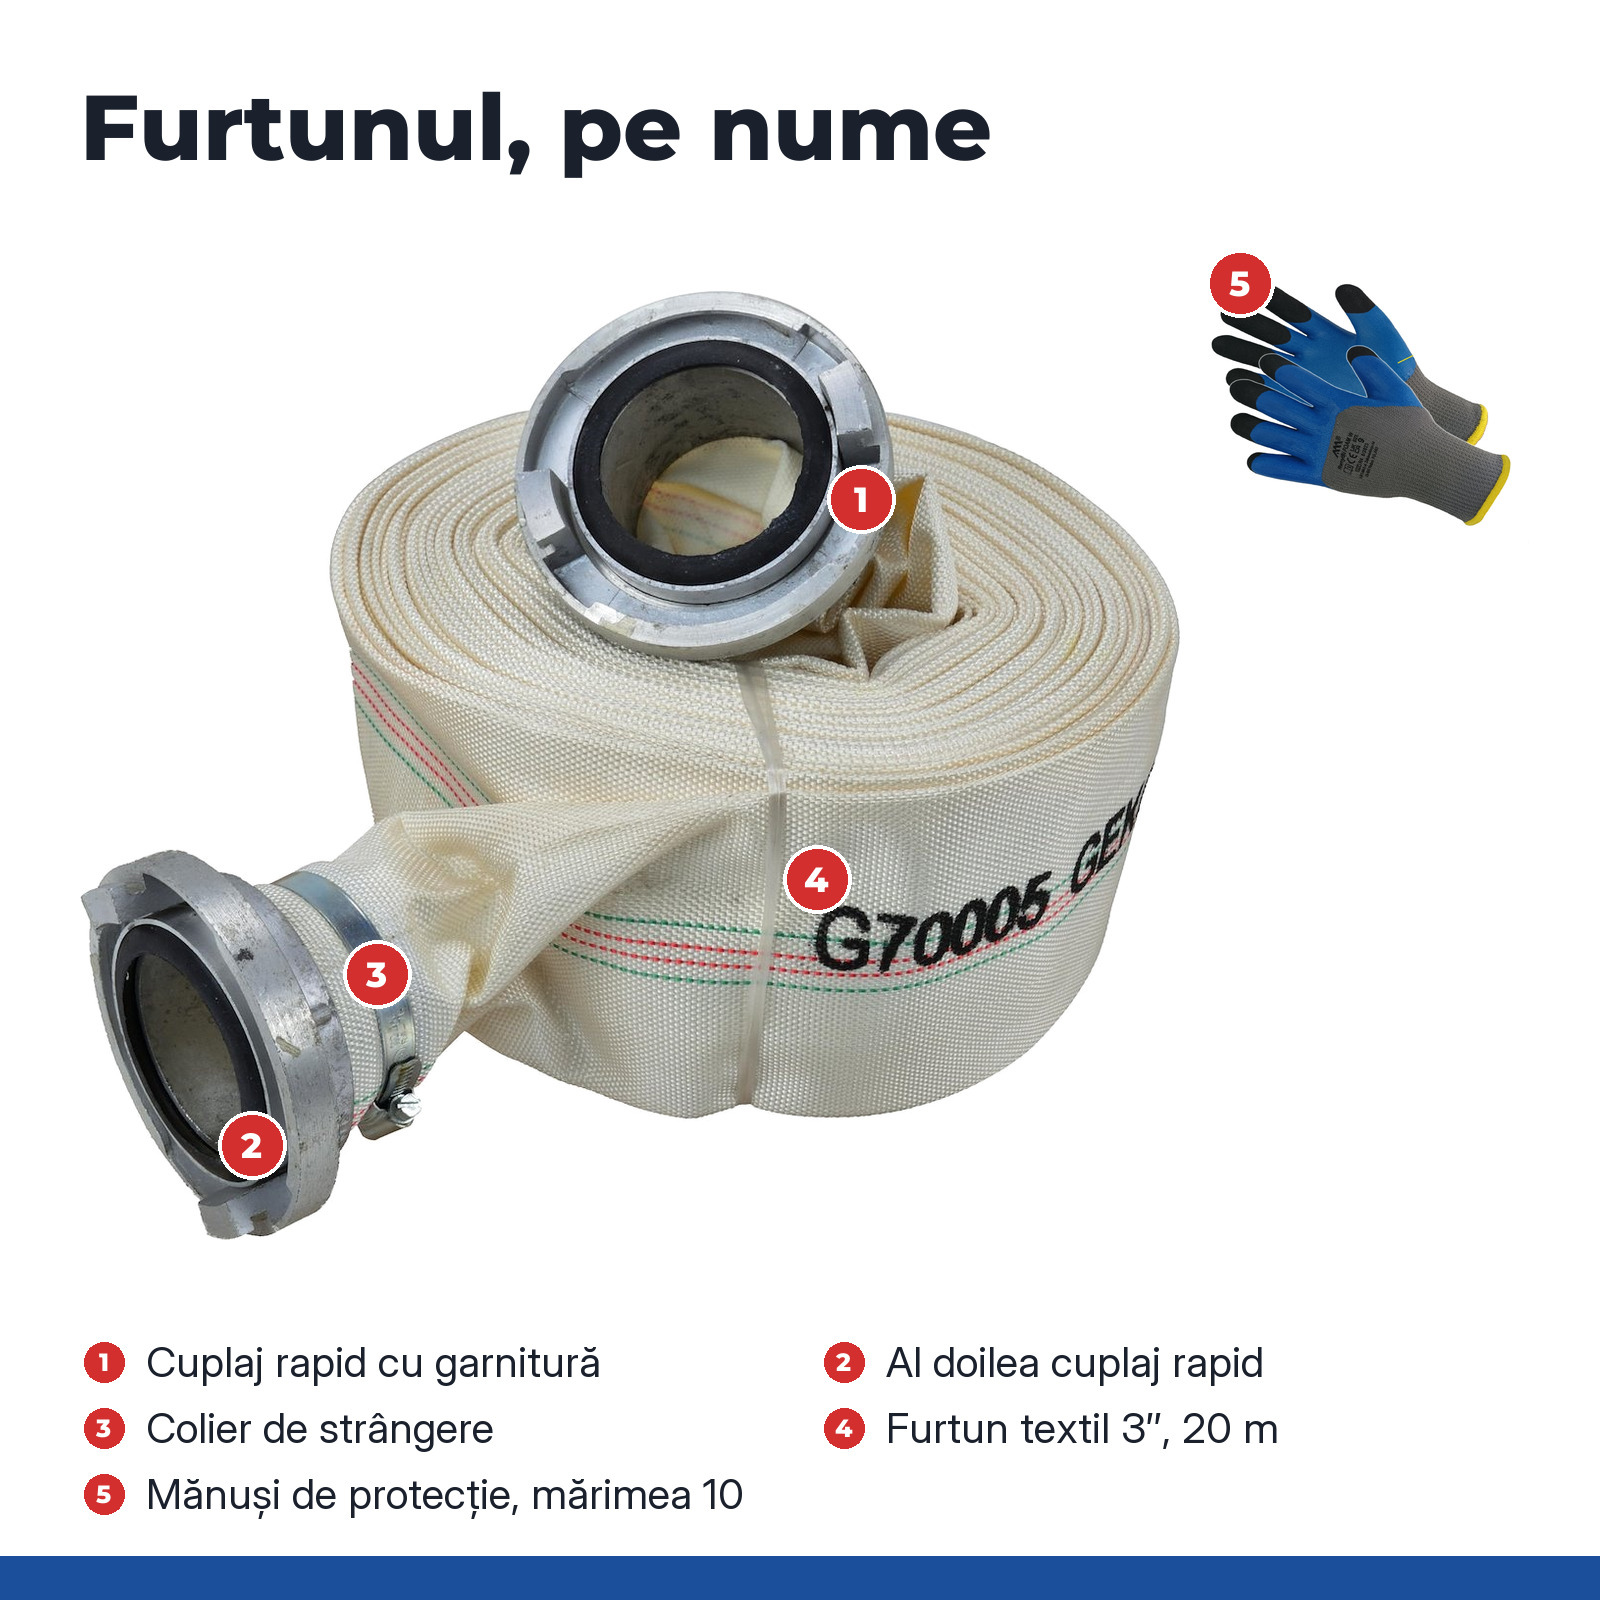 Furtunul, pe nume
5
1
4
G70005 GEN
3
2
1 Cuplaj rapid cu garnitură
2 Al doilea cuplaj rapid
3 Colier de strângere
4 Furtun textil 3″, 20 m
5 Mănuși de protecție, mărimea 10